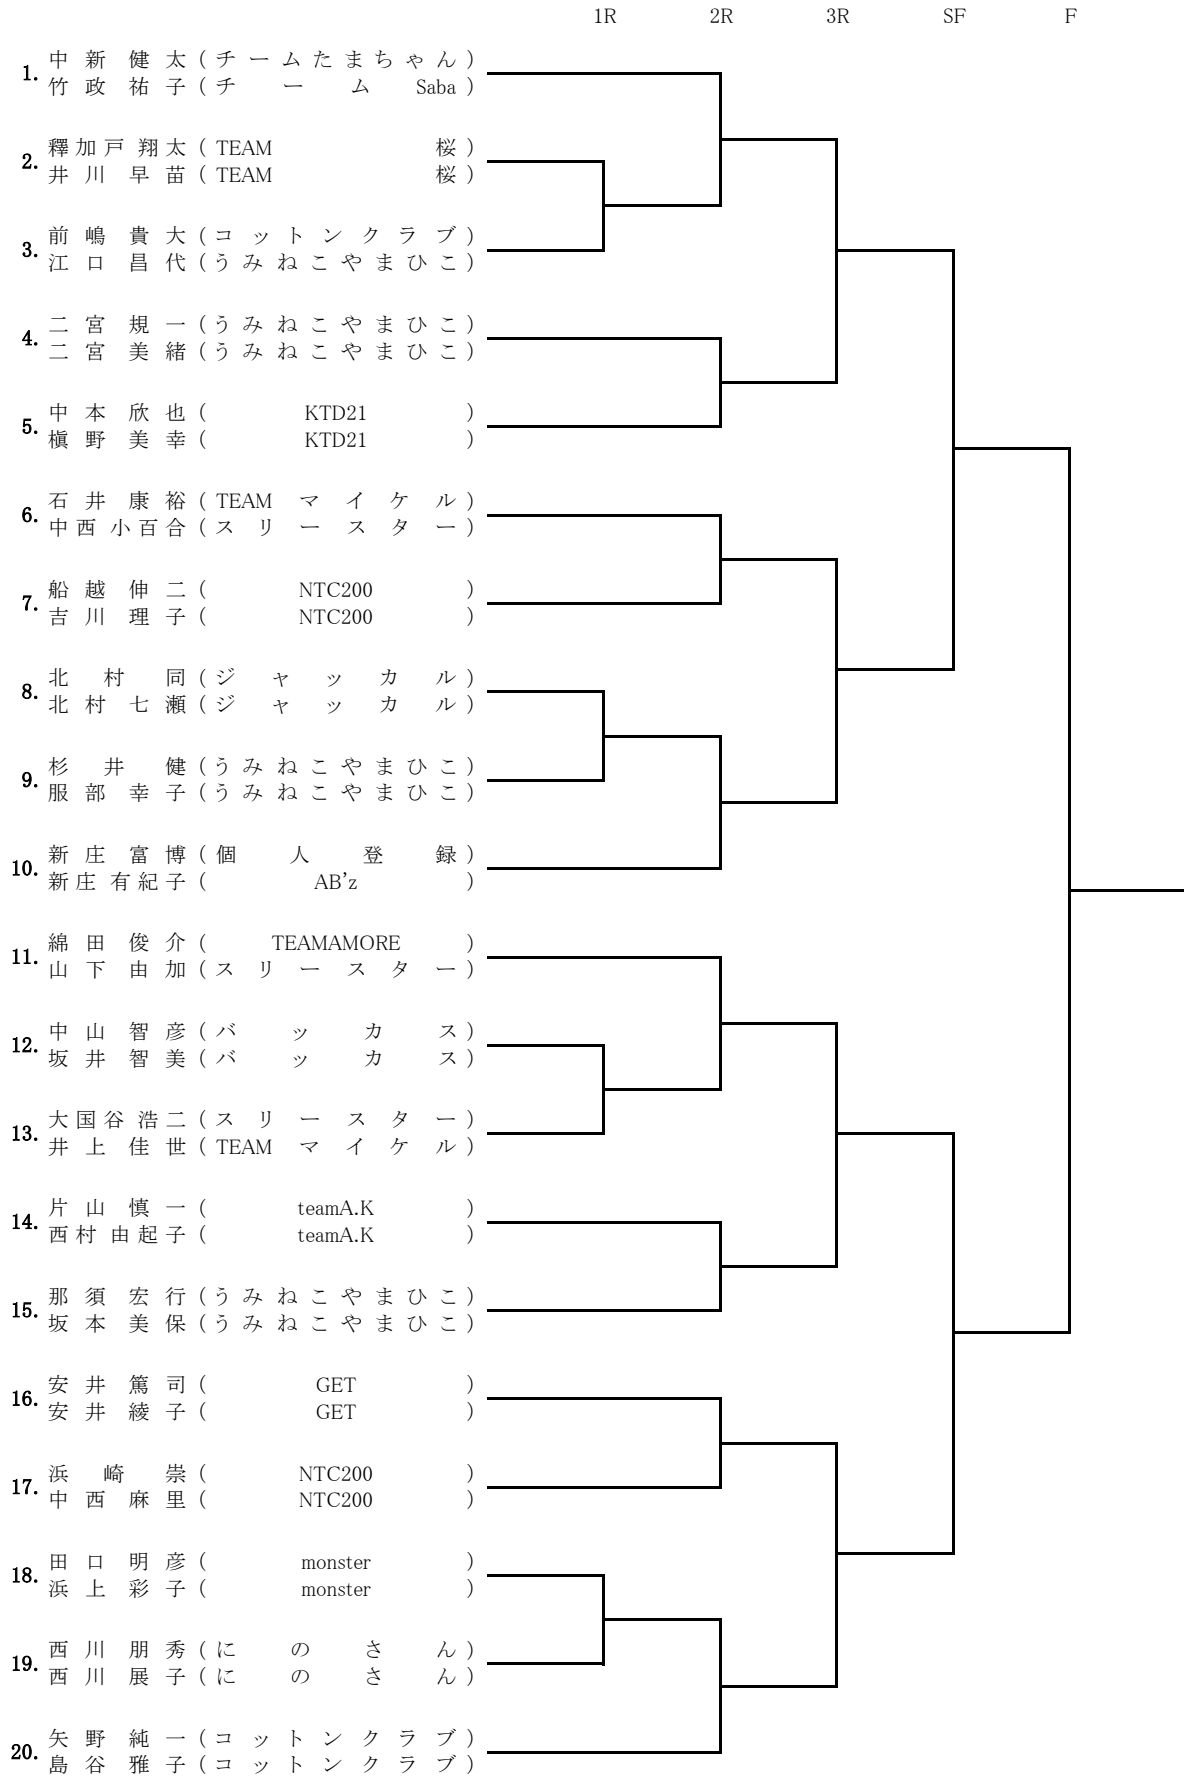 1R 2R 3R SF F
1. 中新 健太 (チームたまちゃん)
竹政 祐子 (チーム Saba)
2. 釋加戸 翔太 (TEAM 桜)
井川 早苗 (TEAM 桜)
3. 前嶋 貴大 (コットンクラブ)
江口 昌代 (うみねこやまひこ)
4. 二宮 規一 (うみねこやまひこ)
二宮 美緒 (うみねこやまひこ)
5. 中本 欣也 (KTD21)
槇野 美幸 (KTD21)
6. 石井 康裕 (TEAM マイケル)
中西 小百合 (スリースター)
7. 船越 伸二 (NTC200)
吉川 理子 (NTC200)
8. 北村 同 (ジャッカル)
北村 七瀬 (ジャッカル)
9. 杉井 健 (うみねこやまひこ)
服部 幸子 (うみねこやまひこ)
10. 新庄 富博 (個人登録)
新庄 有紀子 (AB’z)
11. 綿田 俊介 (TEAMAMORE)
山下 由加 (スリースター)
12. 中山 智彦 (バッカス)
坂井 智美 (バッカス)
13. 大国谷 浩二 (スリースター)
井上 佳世 (TEAM マイケル)
14. 片山 慎一 (teamA.K)
西村 由起子 (teamA.K)
15. 那須 宏行 (うみねこやまひこ)
坂本 美保 (うみねこやまひこ)
16. 安井 篤司 (GET)
安井 綾子 (GET)
17. 浜崎 崇 (NTC200)
中西 麻里 (NTC200)
18. 田口 明彦 (monster)
浜上 彩子 (monster)
19. 西川 朋秀 (にのさん)
西川 展子 (にのさん)
20. 矢野 純一 (コットンクラブ)
島谷 雅子 (コットンクラブ)